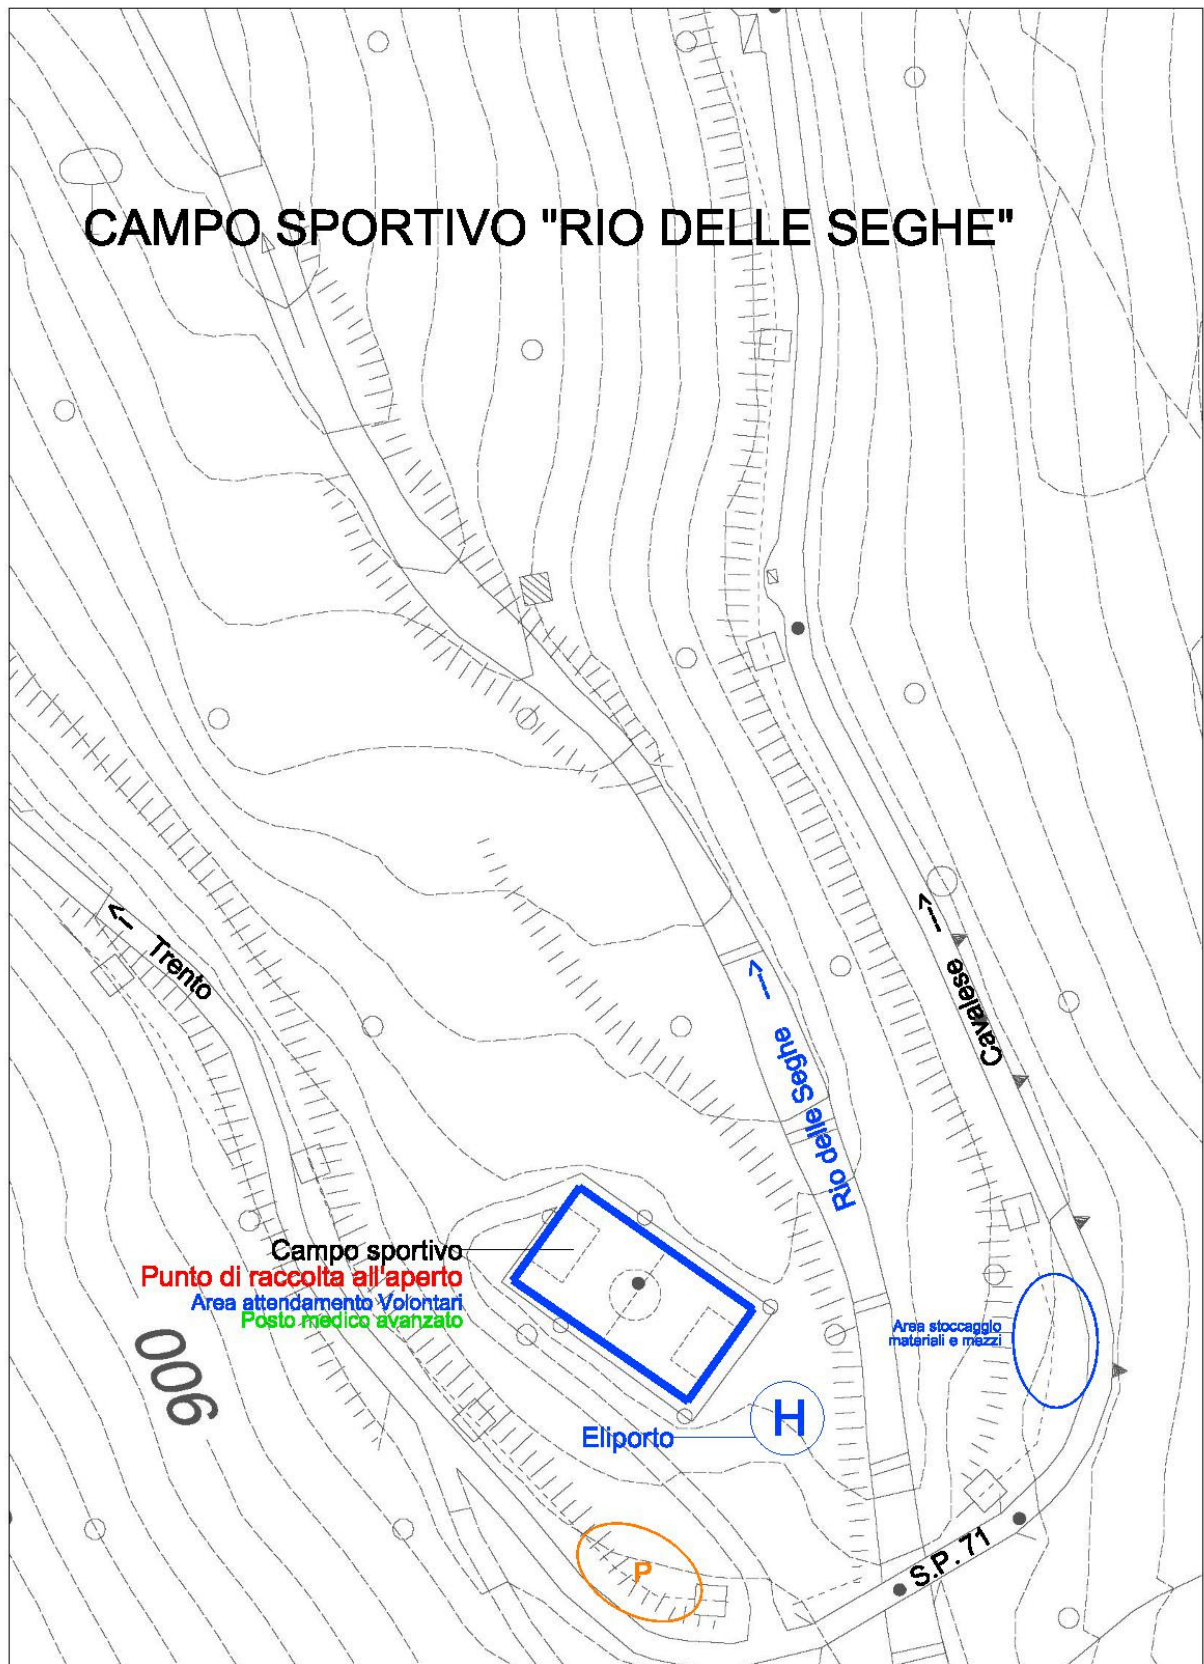 CAMPO SPORTIVO "RIO DELLE SEGHE"
<-- Trento
Cavalese --->
Rio delle Seghe --->
Campo sportivo
Punto di raccolta all'aperto
Area attendamento Volontari
Posto medico avanzato
Area stoccaggio
materiali e mezzi
900
H
Eliporto
P
S.P. 71